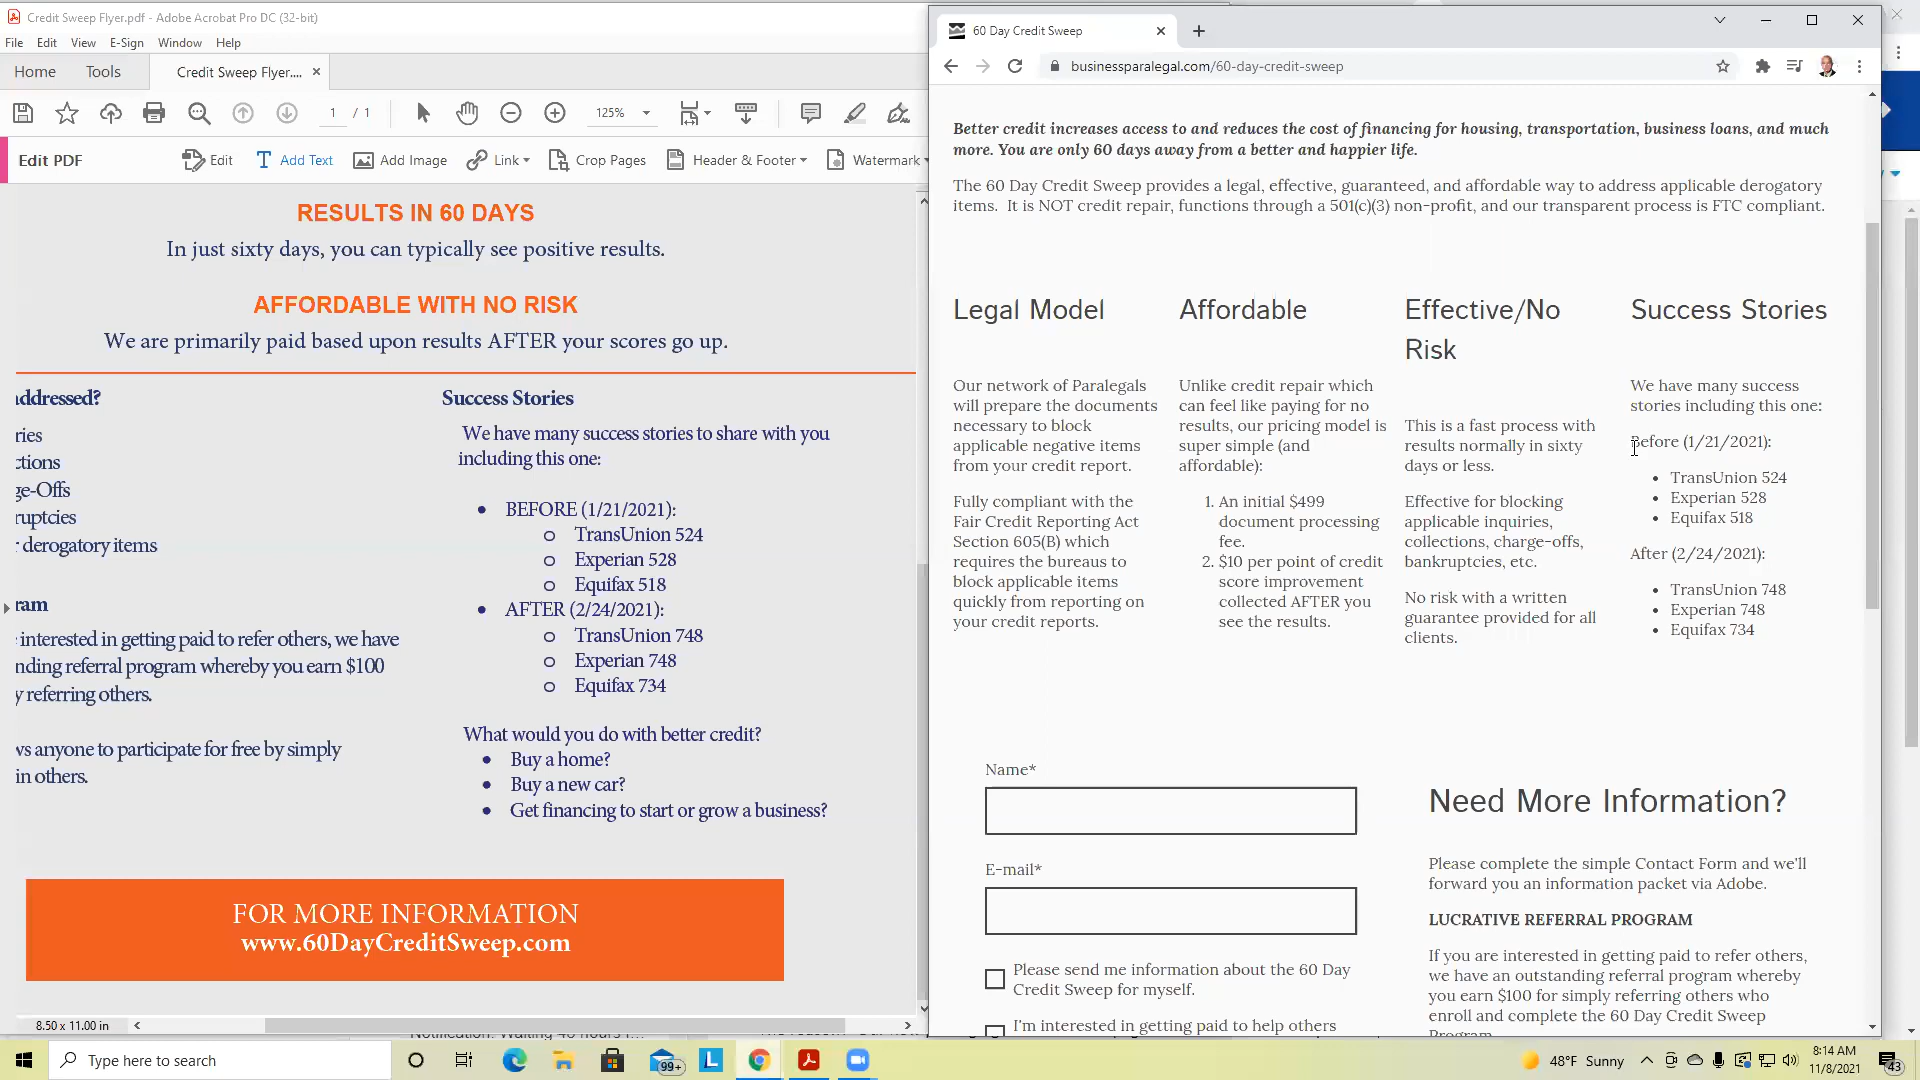 Credit Sweep Flyer.pdf - Adobe Acrobat Pro DC (32-bit)
File Edit View E-Sign Window Help
Home Tools Credit Sweep Flyer....
1 / 1 125%
Edit PDF Edit Add Text Add Image Link Crop Pages Header & Footer Watermark
RESULTS IN 60 DAYS
In just sixty days, you can typically see positive results.
AFFORDABLE WITH NO RISK
We are primarily paid based upon results AFTER your scores go up.
addressed?
ries
ctions
ge-Offs
ruptcies
r derogatory items
ram
interested in getting paid to refer others, we have
nding referral program whereby you earn $100
y referring others.
ws anyone to participate for free by simply
in others.
Success Stories
We have many success stories to share with you
including this one:
• BEFORE (1/21/2021):
o TransUnion 524
o Experian 528
o Equifax 518
• AFTER (2/24/2021):
o TransUnion 748
o Experian 748
o Equifax 734
What would you do with better credit?
• Buy a home?
• Buy a new car?
• Get financing to start or grow a business?
FOR MORE INFORMATION
www.60DayCreditSweep.com
8.50 x 11.00 in
60 Day Credit Sweep
businessparalegal.com/60-day-credit-sweep
Better credit increases access to and reduces the cost of financing for housing, transportation, business loans, and much
more. You are only 60 days away from a better and happier life.
The 60 Day Credit Sweep provides a legal, effective, guaranteed, and affordable way to address applicable derogatory
items. It is NOT credit repair, functions through a 501(c)(3) non-profit, and our transparent process is FTC compliant.
Legal Model
Our network of Paralegals
will prepare the documents
necessary to block
applicable negative items
from your credit report.
Fully compliant with the
Fair Credit Reporting Act
Section 605(B) which
requires the bureaus to
block applicable items
quickly from reporting on
your credit reports.
Affordable
Unlike credit repair which
can feel like paying for no
results, our pricing model is
super simple (and
affordable):
1. An initial $499
document processing
fee.
2. $10 per point of credit
score improvement
collected AFTER you
see the results.
Effective/No
Risk
This is a fast process with
results normally in sixty
days or less.
Effective for blocking
applicable inquiries,
collections, charge-offs,
bankruptcies, etc.
No risk with a written
guarantee provided for all
clients.
Success Stories
We have many success
stories including this one:
Before (1/21/2021):
• TransUnion 524
• Experian 528
• Equifax 518
After (2/24/2021):
• TransUnion 748
• Experian 748
• Equifax 734
Name*
E-mail*
Please send me information about the 60 Day
Credit Sweep for myself.
I'm interested in getting paid to help others
Need More Information?
Please complete the simple Contact Form and we'll
forward you an information packet via Adobe.
LUCRATIVE REFERRAL PROGRAM
If you are interested in getting paid to refer others,
we have an outstanding referral program whereby
you earn $100 for simply referring others who
enroll and complete the 60 Day Credit Sweep
Program
Type here to search
99+
L
48°F Sunny
8:14 AM
11/8/2021
43